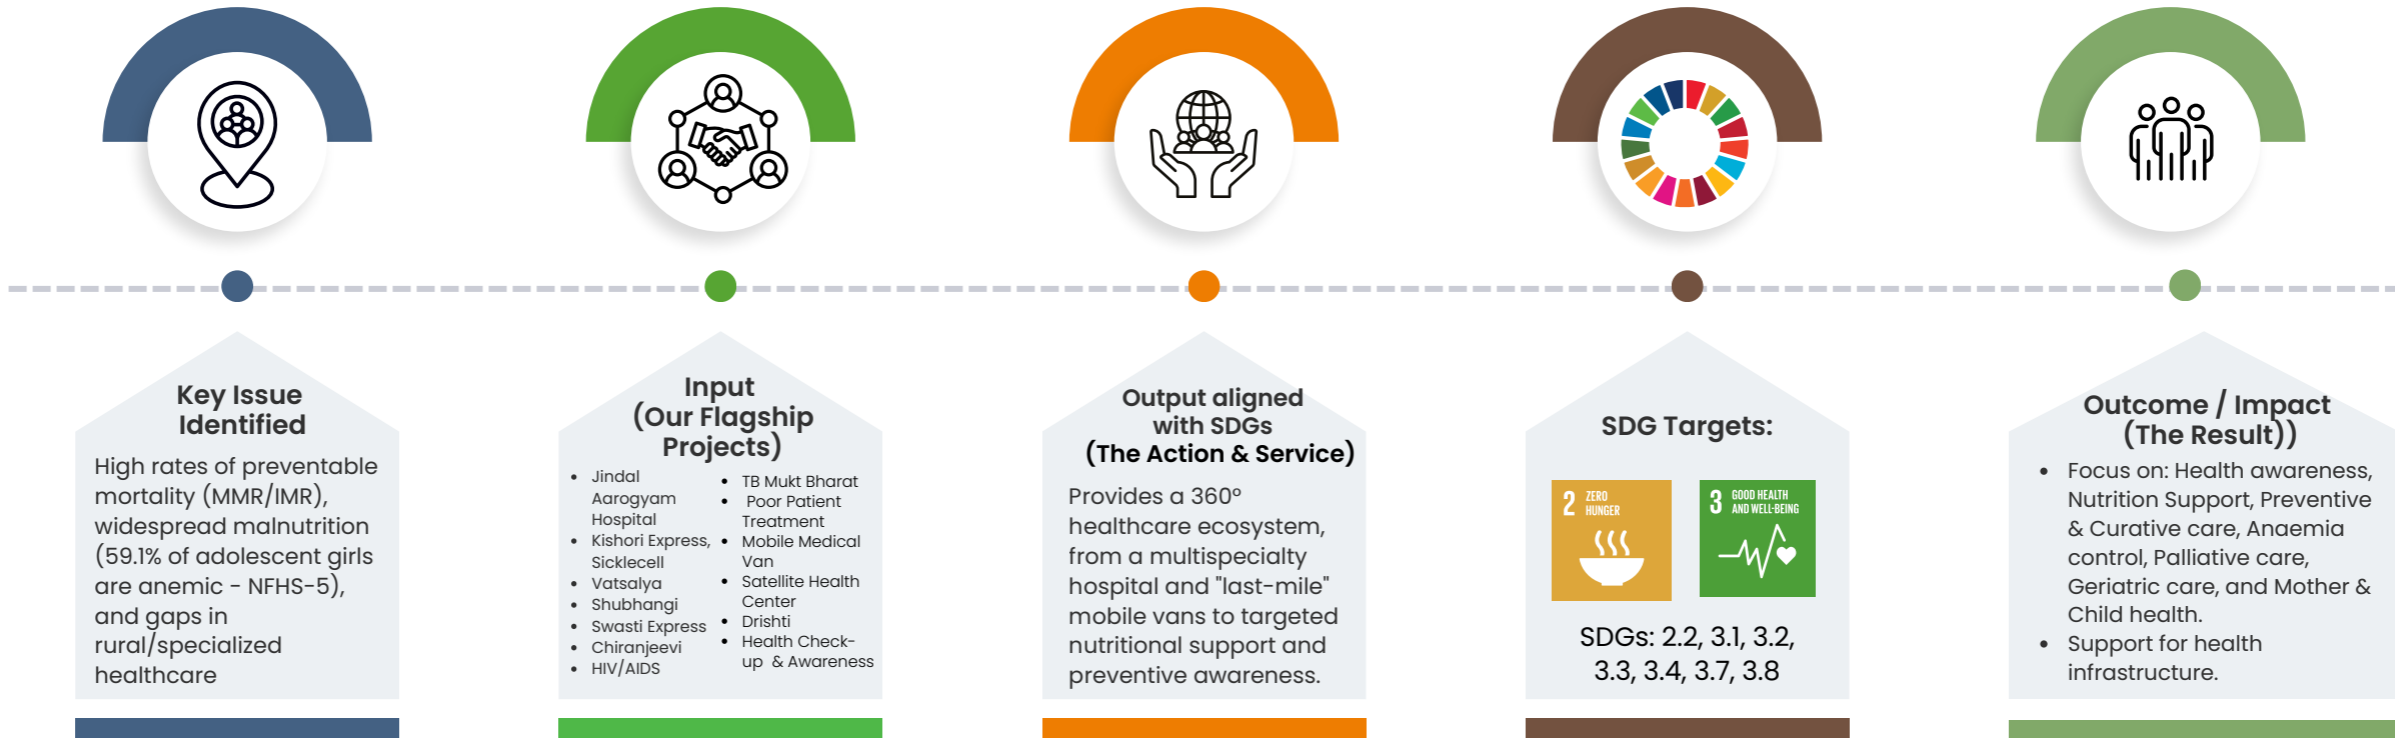 Key Issue
Identified
High rates of preventable
mortality (MMR/IMR),
widespread malnutrition
(59.1% of adolescent girls
are anemic - NFHS-5),
and gaps in
rural/specialized
healthcare
Input
(Our Flagship
Projects)
• Jindal
Aarogyam
Hospital
• Kishori Express,
Sicklecell
• Vatsalya
• Shubhangi
• Swasti Express
• Chiranjeevi
• HIV/AIDS
• TB Mukt Bharat
• Poor Patient
Treatment
• Mobile Medical
Van
• Satellite Health
Center
• Drishti
• Health Check-
up & Awareness
Output aligned
with SDGs
(The Action & Service)
Provides a 360°
healthcare ecosystem,
from a multispecialty
hospital and "last-mile"
mobile vans to targeted
nutritional support and
preventive awareness.
SDG Targets:
2 ZERO
HUNGER
3 GOOD HEALTH
AND WELL-BEING
SDGs: 2.2, 3.1, 3.2,
3.3, 3.4, 3.7, 3.8
Outcome / Impact
(The Result))
• Focus on: Health awareness,
Nutrition Support, Preventive
& Curative care, Anaemia
control, Palliative care,
Geriatric care, and Mother &
Child health.
• Support for health
infrastructure.